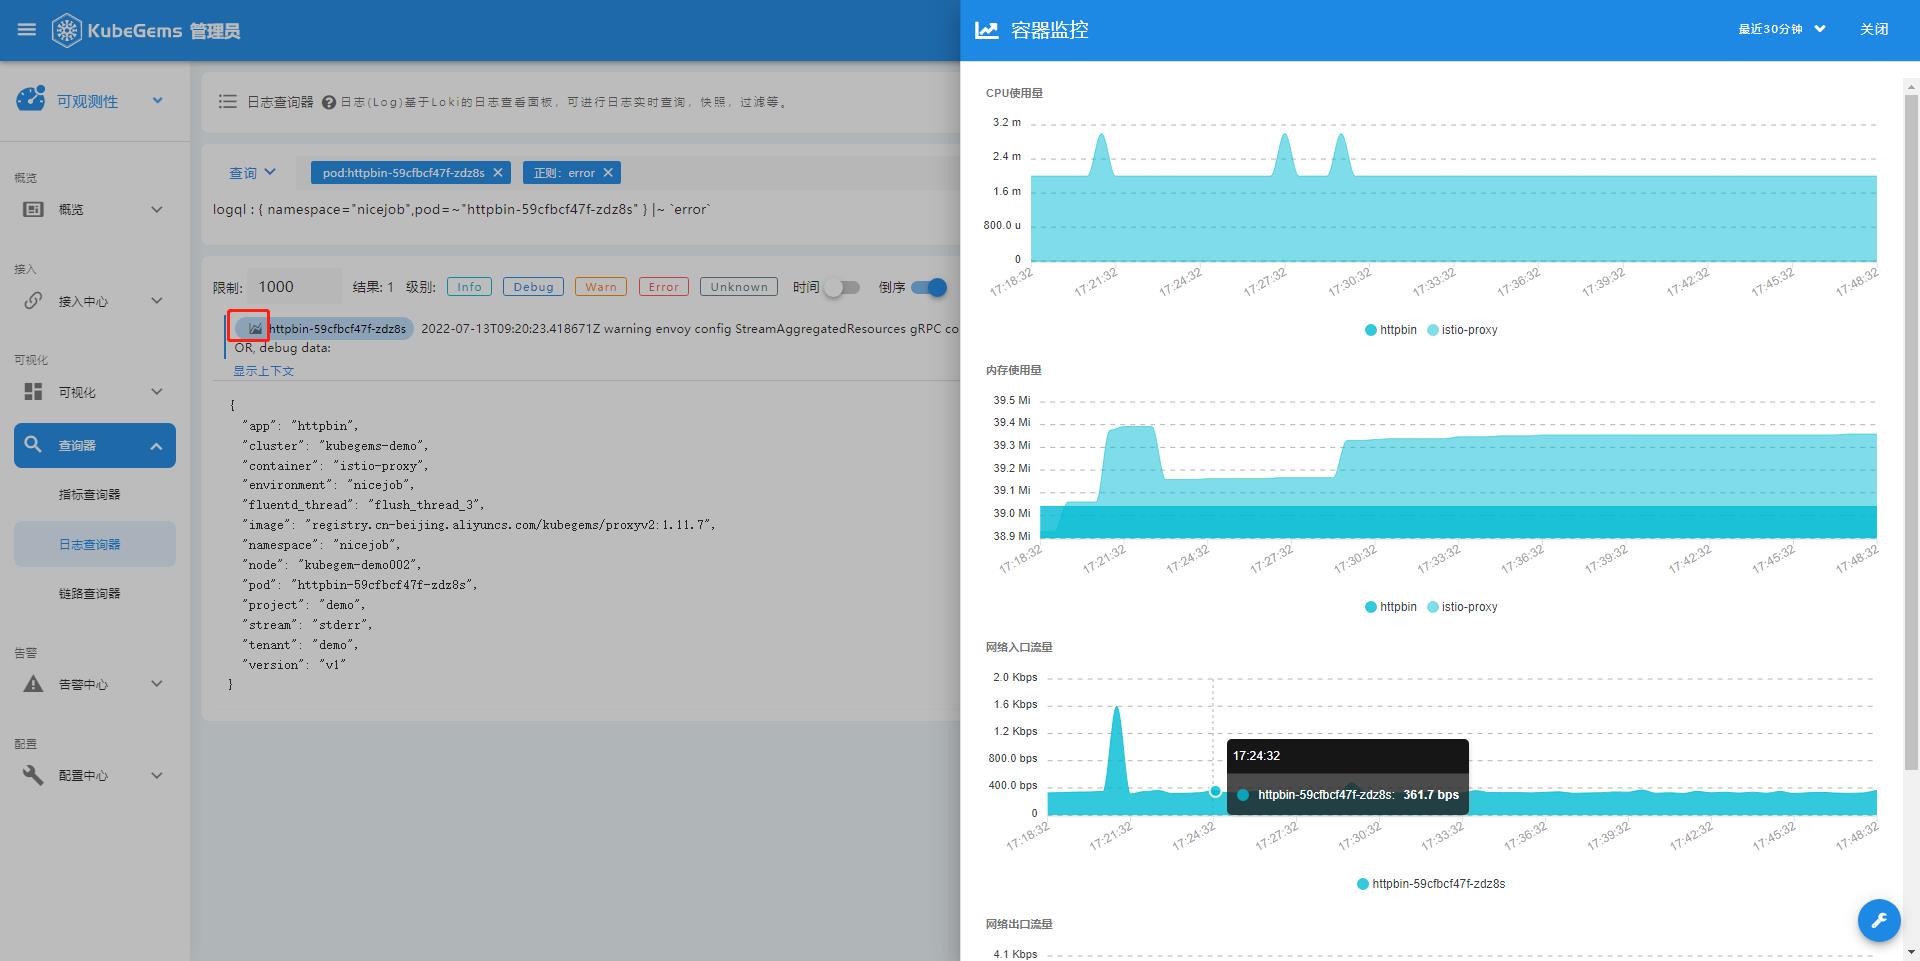 KubeGems 管理员
可观测性
概览
概览
接入
接入中心
可视化
可视化
查询器
指标查询器
日志查询器
链路查询器
告警
告警中心
配置
配置中心
日志查询器 日志(Log)基于Loki的日志查看面板，可进行日志实时查询，快照，过滤等。
查询 pod:httpbin-59cfbcf47f-zdz8s 正则：error
logql : { namespace="nicejob",pod=~"httpbin-59cfbcf47f-zdz8s" } |~ `error`
限制: 1000 结果: 1 级别: Info Debug Warn Error Unknown 时间 倒序
httpbin-59cfbcf47f-zdz8s 2022-07-13T09:20:23.418671Z warning envoy config StreamAggregatedResources gRPC co
OR, debug data:
显示上下文
{
"app": "httpbin",
"cluster": "kubegems-demo",
"container": "istio-proxy",
"environment": "nicejob",
"fluentd_thread": "flush_thread_3",
"image": "registry.cn-beijing.aliyuncs.com/kubegems/proxyv2:1.11.7",
"namespace": "nicejob",
"node": "kubegem-demo002",
"pod": "httpbin-59cfbcf47f-zdz8s",
"project": "demo",
"stream": "stderr",
"tenant": "demo",
"version": "v1"
}
容器监控 最近30分钟 关闭
CPU使用量
3.2 m
2.4 m
1.6 m
800.0 u
0
17:18:32 17:21:32 17:24:32 17:27:32 17:30:32 17:33:32 17:36:32 17:39:32 17:42:32 17:45:32 17:48:32
httpbin istio-proxy
内存使用量
39.5 Mi
39.4 Mi
39.3 Mi
39.2 Mi
39.1 Mi
39.0 Mi
38.9 Mi
17:18:32 17:21:32 17:24:32 17:27:32 17:30:32 17:33:32 17:36:32 17:39:32 17:42:32 17:45:32 17:48:32
httpbin istio-proxy
网络入口流量
2.0 Kbps
1.6 Kbps
1.2 Kbps
800.0 bps
400.0 bps
0
17:24:32
httpbin-59cfbcf47f-zdz8s: 361.7 bps
17:18:32 17:21:32 17:24:32 17:27:32 17:30:32 17:33:32 17:36:32 17:39:32 17:42:32 17:45:32 17:48:32
httpbin-59cfbcf47f-zdz8s
网络出口流量
4.1 Kbps